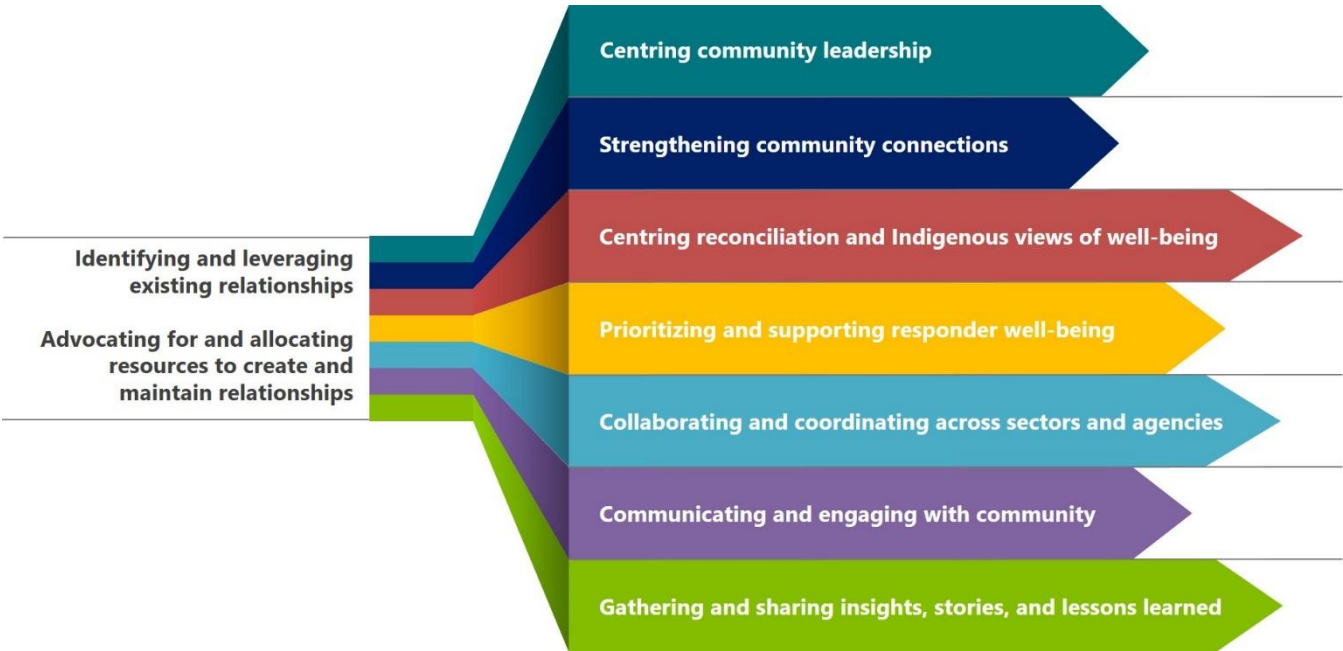 Identifying and leveraging
existing relationships
Advocating for and allocating
resources to create and
maintain relationships
Centring community leadership
Strengthening community connections
Centring reconciliation and Indigenous views of well-being
Prioritizing and supporting responder well-being
Collaborating and coordinating across sectors and agencies
Communicating and engaging with community
Gathering and sharing insights, stories, and lessons learned